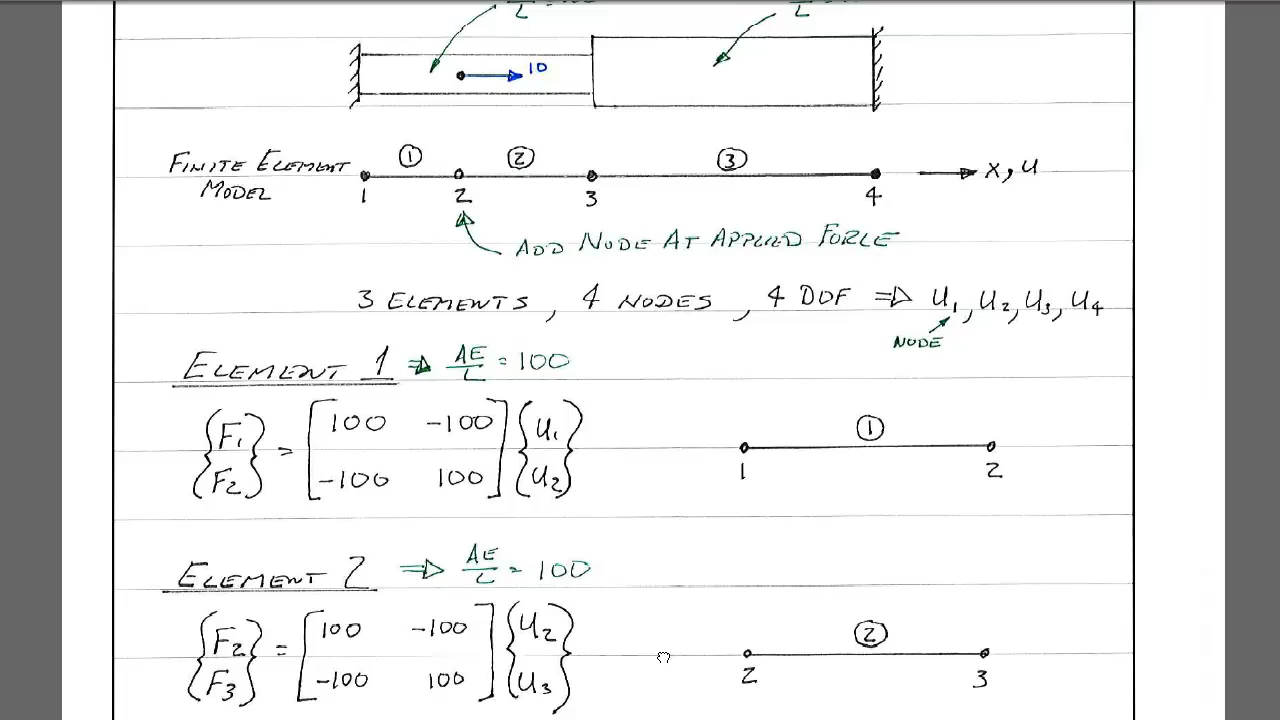 L
L
10
① ② ③
FINITE ELEMENT
MODEL
1 2 3 4
X, U
ADD NODE AT APPLIED FORCE
3 ELEMENTS, 4 NODES, 4 DOF ⇒ U₁, U₂, U₃, U₄
NODE
ELEMENT 1 ⇒ AE/L = 100
{F₁ F₂} = [100 -100
-100 100] {U₁ U₂}
①
1 2
ELEMENT 2 ⇒ AE/L = 100
{F₂ F₃} = [100 -100
-100 100] {U₂ U₃}
②
2 3